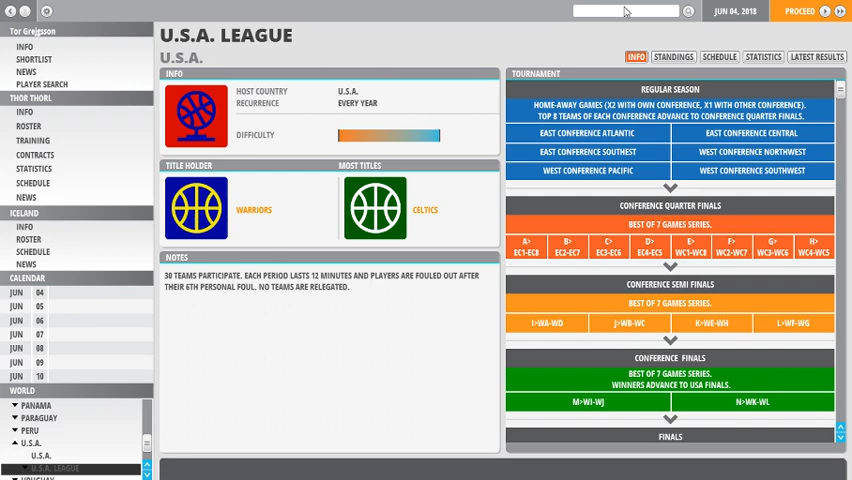 JUN 04, 2018
PROCEED
Tor Grejgsson
INFO
SHORTLIST
NEWS
PLAYER SEARCH
THOR THORL
INFO
ROSTER
TRAINING
CONTRACTS
STATISTICS
SCHEDULE
NEWS
ICELAND
INFO
ROSTER
SCHEDULE
NEWS
CALENDAR
JUN 04
JUN 05
JUN 06
JUN 07
JUN 08
JUN 09
JUN 10
WORLD
PANAMA
PARAGUAY
PERU
U.S.A.
U.S.A.
U.S.A. LEAGUE
URUGUAY
U.S.A. LEAGUE
U.S.A.
INFO STANDINGS SCHEDULE STATISTICS LATEST RESULTS
INFO
HOST COUNTRY U.S.A.
RECURRENCE EVERY YEAR
DIFFICULTY
TITLE HOLDER MOST TITLES
WARRIORS CELTICS
NOTES
30 TEAMS PARTICIPATE. EACH PERIOD LASTS 12 MINUTES AND PLAYERS ARE FOULED OUT AFTER
THEIR 6TH PERSONAL FOUL. NO TEAMS ARE RELEGATED.
TOURNAMENT
REGULAR SEASON
HOME-AWAY GAMES (X2 WITH OWN CONFERENCE, X1 WITH OTHER CONFERENCE).
TOP 8 TEAMS OF EACH CONFERENCE ADVANCE TO CONFERENCE QUARTER FINALS.
EAST CONFERENCE ATLANTIC EAST CONFERENCE CENTRAL
EAST CONFERENCE SOUTHEST WEST CONFERENCE NORTHWEST
WEST CONFERENCE PACIFIC WEST CONFERENCE SOUTHWEST
CONFERENCE QUARTER FINALS
BEST OF 7 GAMES SERIES.
A> B> C> D> E> F> G> H>
EC1-EC8 EC2-EC7 EC3-EC6 EC4-EC5 WC1-WC8 WC2-WC7 WC3-WC6 WC4-WC5
CONFERENCE SEMI FINALS
BEST OF 7 GAMES SERIES.
I>WA-WD J>WB-WC K>WE-WH L>WF-WG
CONFERENCE FINALS
BEST OF 7 GAMES SERIES.
WINNERS ADVANCE TO USA FINALS.
M>WI-WJ N>WK-WL
FINALS